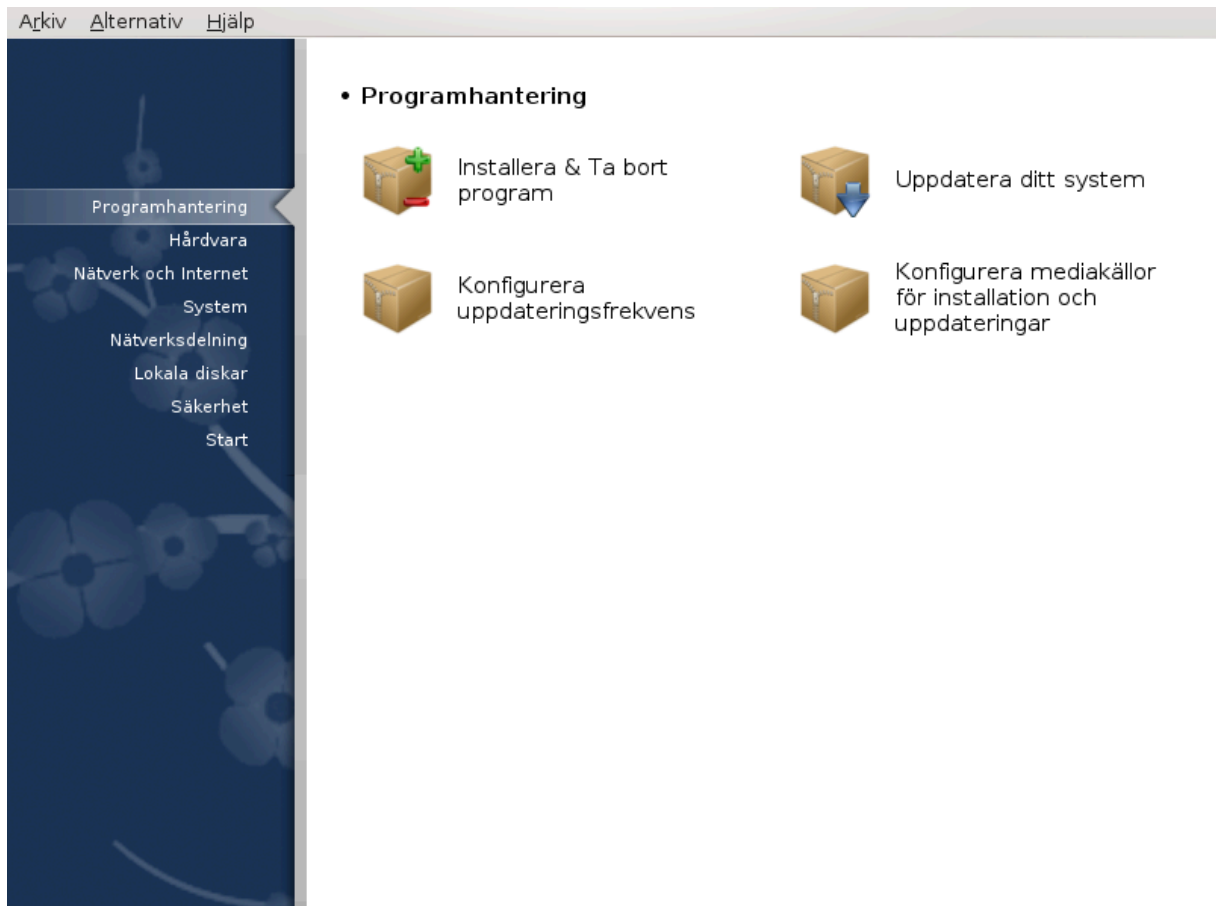 Arkiv Alternativ Hjälp
Programhantering
Hårdvara
Nätverk och Internet
System
Nätverksdelning
Lokala diskar
Säkerhet
Start
• Programhantering
Installera & Ta bort
program
Uppdatera ditt system
Konfigurera
uppdateringsfrekvens
Konfigurera mediakällor
för installation och
uppdateringar